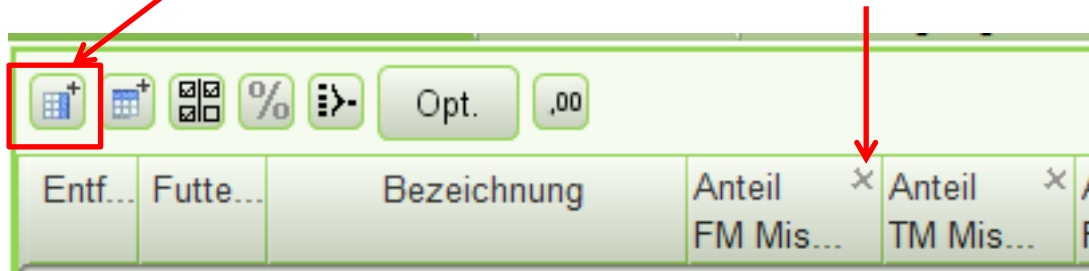 % Opt. ,00
Entf... Futte... Bezeichnung Anteil Anteil
FM Mis... TM Mis...